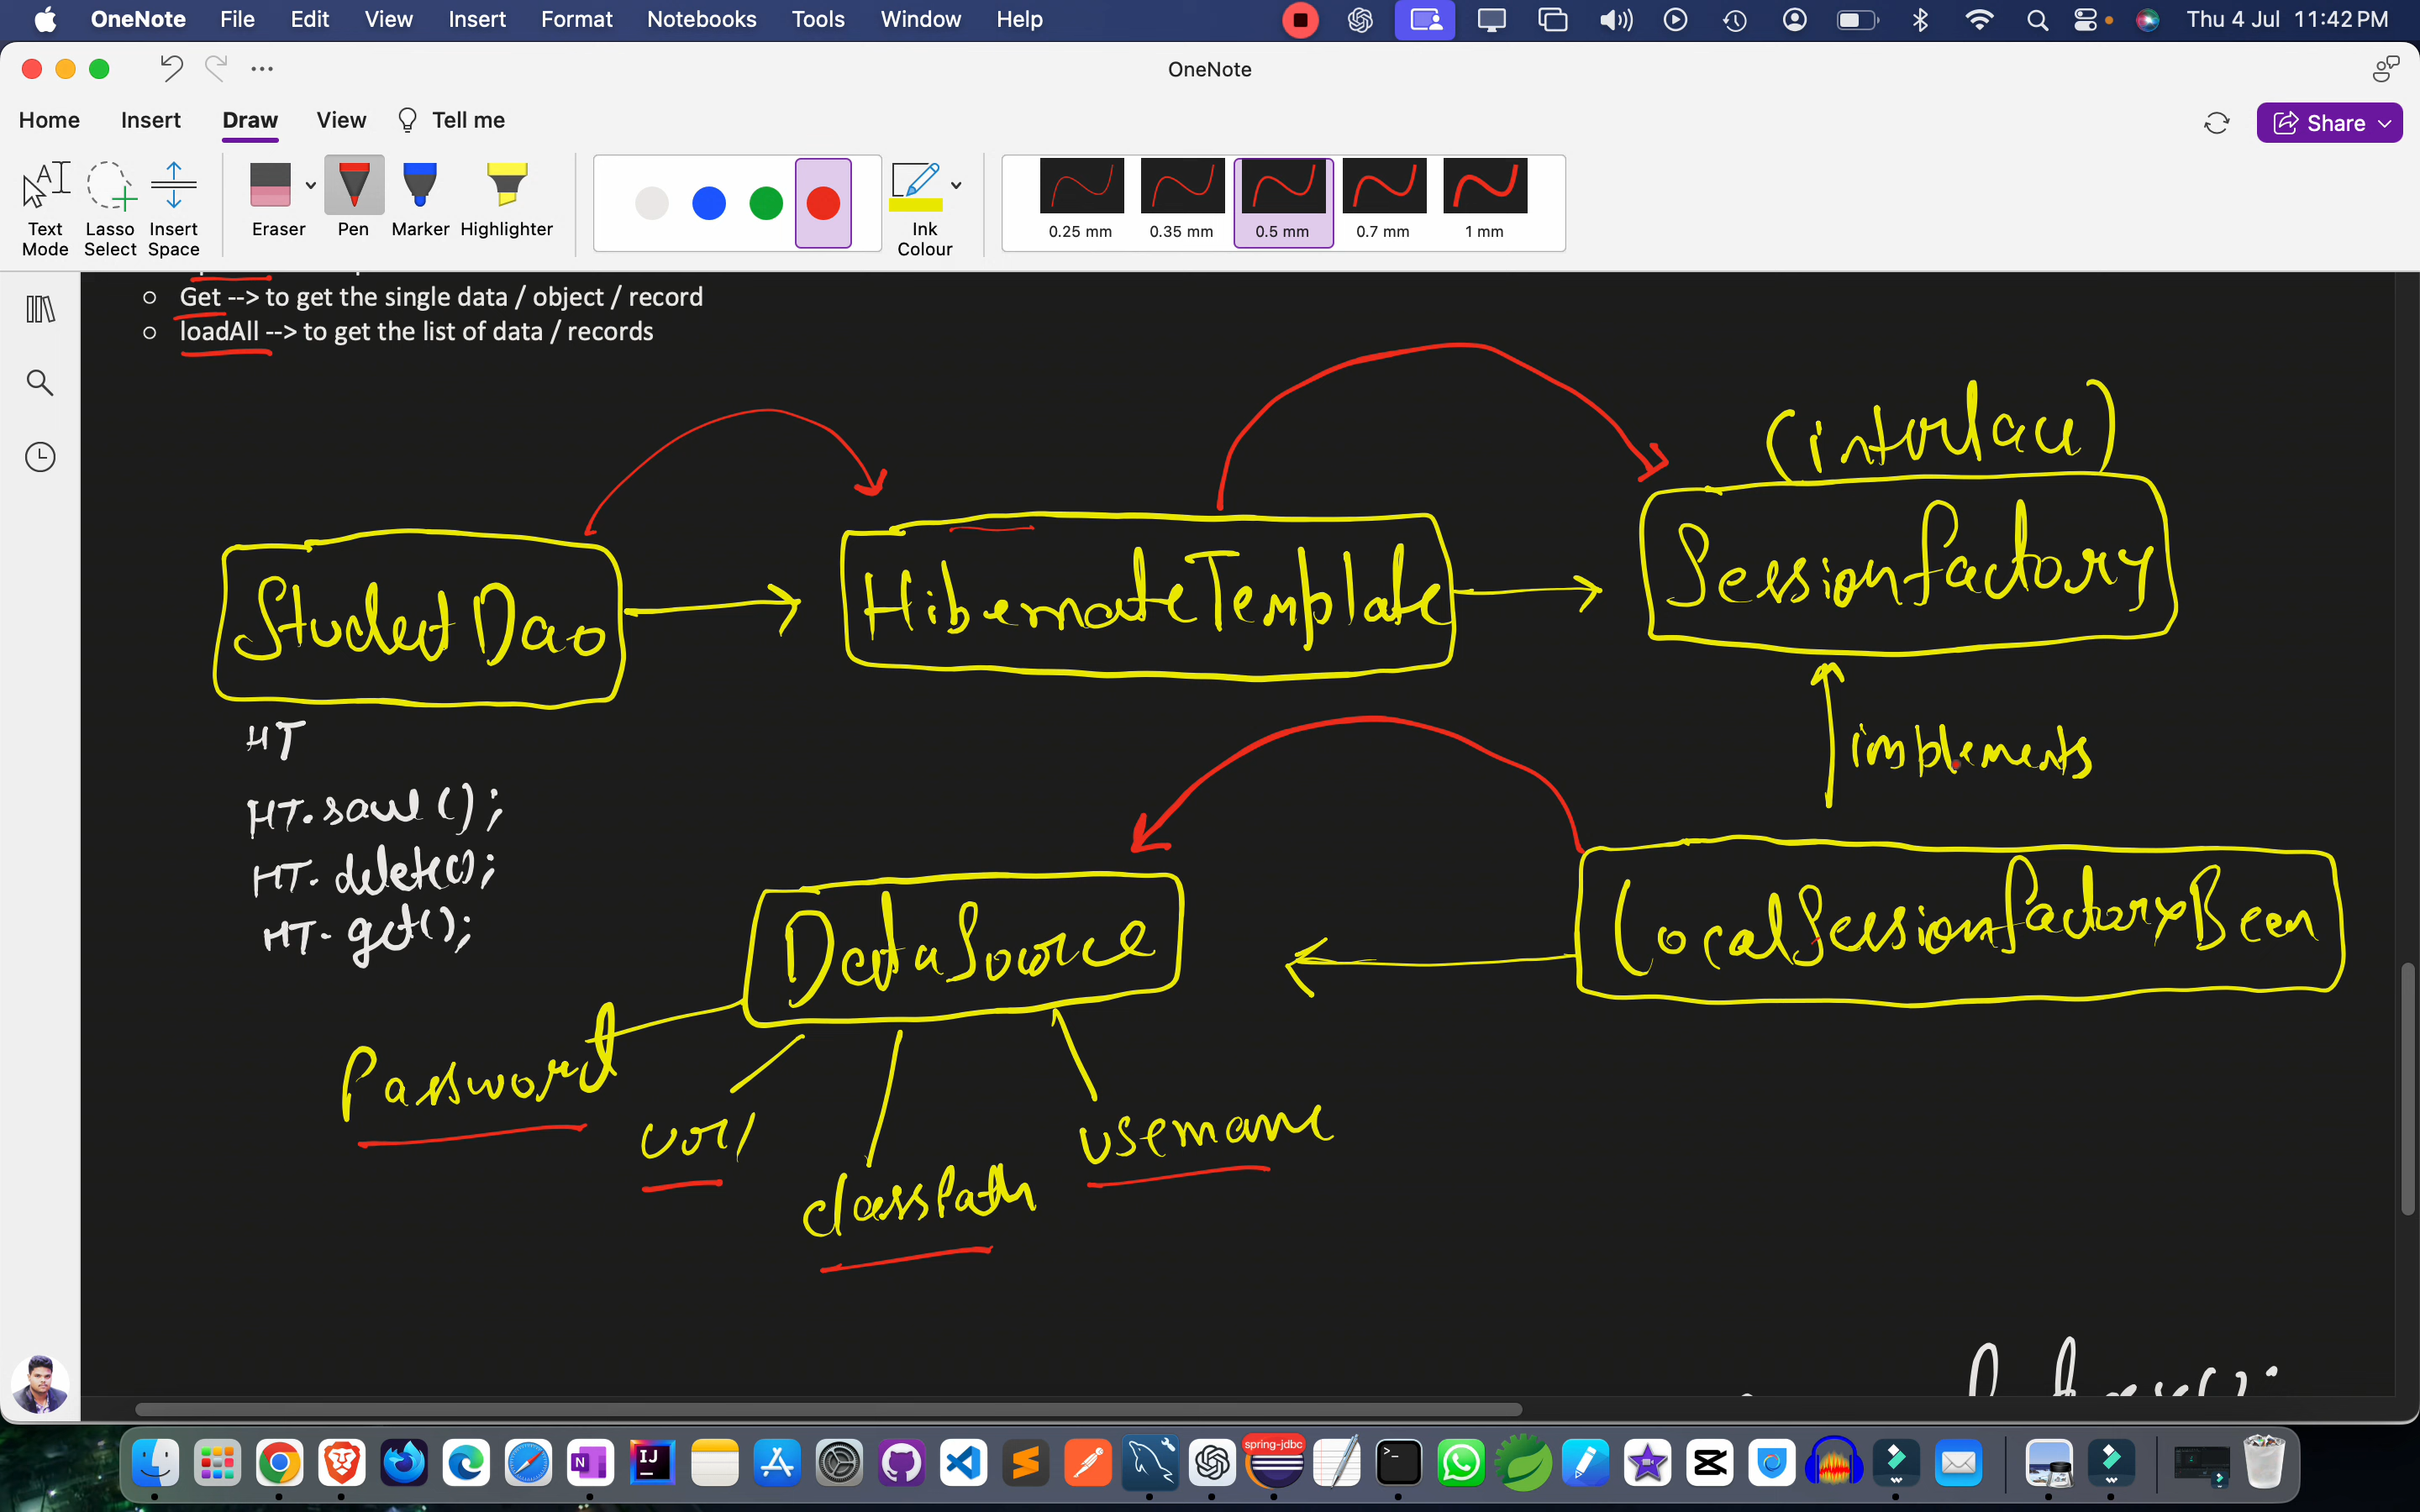 OneNote File Edit View Insert Format Notebooks Tools Window Help Thu 4 Jul 11:42 PM
OneNote
Home Insert Draw View Tell me Share
Text Mode Lasso Select Insert Space Eraser Pen Marker Highlighter Ink Colour 0.25 mm 0.35 mm 0.5 mm 0.7 mm 1 mm
Get --> to get the single data / object / record
loadAll --> to get the list of data / records
(interface)
StudentDao HibernateTemplate SessionFactory
HT
implements
HT.save();
HT.delete();
HT.get();
DataSource LocalSessionFactoryBean
Password
url
username
classPath
spring-jdbc